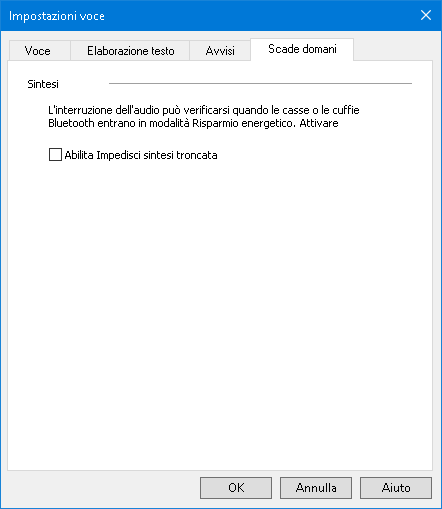 Impostazioni voce
Voce
Elaborazione testo
Avvisi
Scade domani
Sintesi
L'interruzione dell'audio può verificarsi quando le casse o le cuffie
Bluetooth entrano in modalità Risparmio energetico. Attivare
Abilita Impedisci sintesi troncata
OK
Annulla
Aiuto